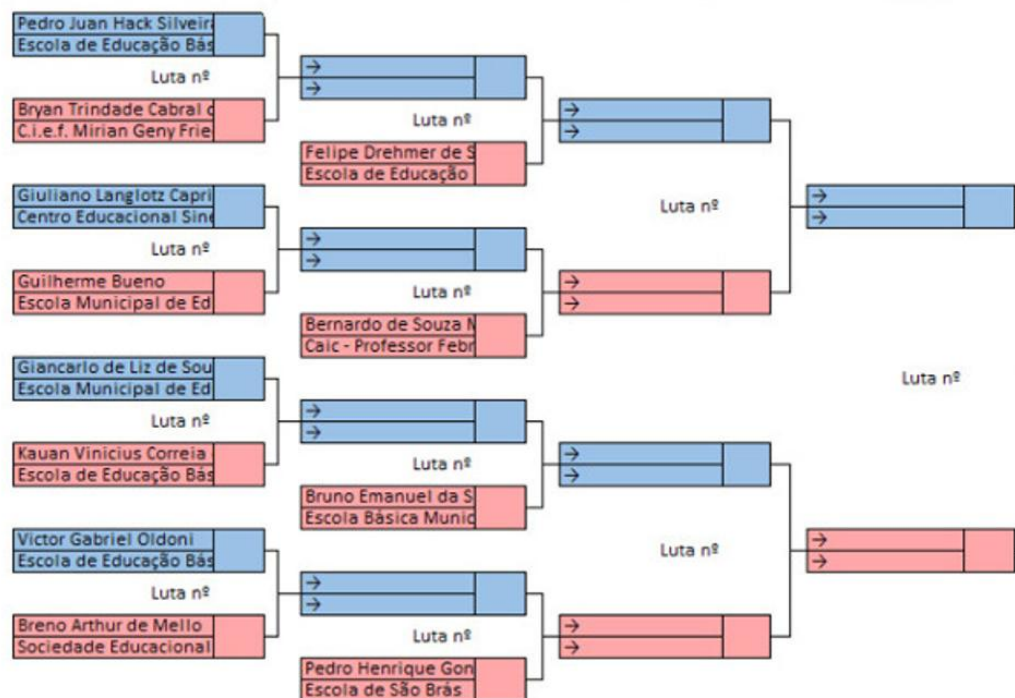 Pedro Juan Hack Silveira
Escola de Educação Bás
Luta nº
Bryan Trindade Cabral
C.i.e.f. Mirian Geny Frie
Giuliano Langlotz Capri
Centro Educacional Sine
Luta nº
Guilherme Bueno
Escola Municipal de Ed
Giancarlo de Liz de Sou
Escola Municipal de Ed
Luta nº
Kauan Vinicius Correia
Escola de Educação Bás
Victor Gabriel Oldoni
Escola de Educação Bás
Luta nº
Breno Arthur de Mello
Sociedade Educacional
→
→
Luta nº
Felipe Drehmer de S
Escola de Educação
→
→
Luta nº
Bernardo de Souza M
Caic - Professor Febr
→
→
Luta nº
Bruno Emanuel da S
Escola Básica Munic
→
→
Luta nº
Pedro Henrique Gon
Escola de São Brás
→
→
Luta nº
→
→
→
→
Luta nº
→
→
→
→
Luta nº
→
→